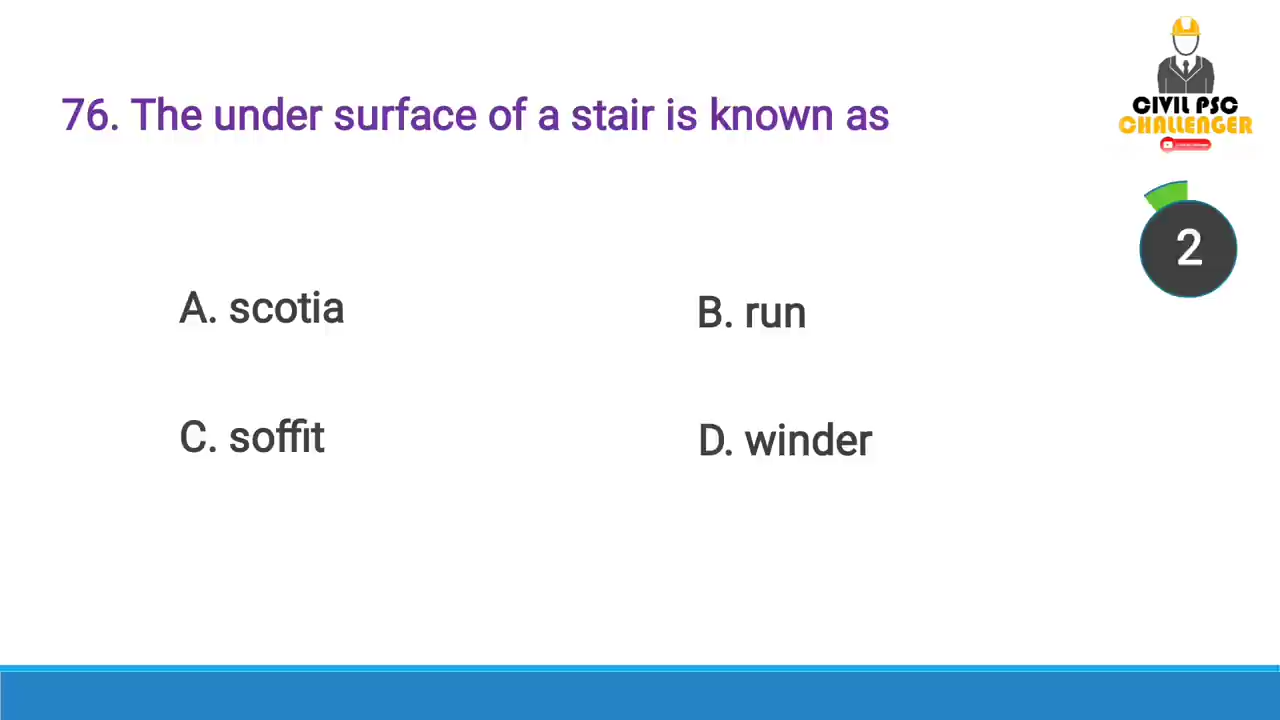 76. The under surface of a stair is known as
CIVIL PSC
CHALLENGER
2
A. scotia
B. run
C. soffit
D. winder